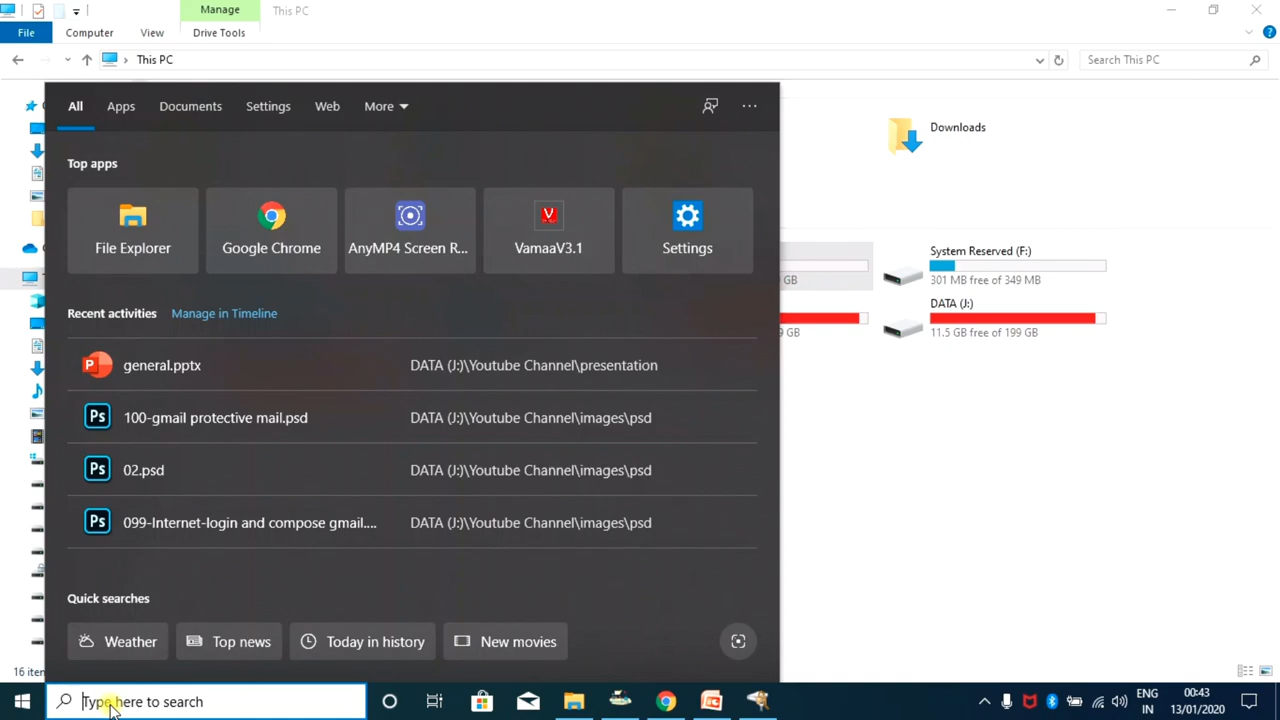 Manage
This PC
File
Computer
View
Drive Tools
This PC
Search This PC
All
Apps
Documents
Settings
Web
More
Downloads
Top apps
File Explorer
Google Chrome
AnyMP4 Screen R...
VamaaV3.1
Settings
GB
System Reserved (F:)
301 MB free of 349 MB
DATA (J:)
GB
11.5 GB free of 199 GB
Recent activities
Manage in Timeline
general.pptx
DATA (J:)\Youtube Channel\presentation
100-gmail protective mail.psd
DATA (J:)\Youtube Channel\images\psd
02.psd
DATA (J:)\Youtube Channel\images\psd
099-Internet-login and compose gmail....
DATA (J:)\Youtube Channel\images\psd
Quick searches
Weather
Top news
Today in history
New movies
Type here to search
ENG
IN
00:43
13/01/2020